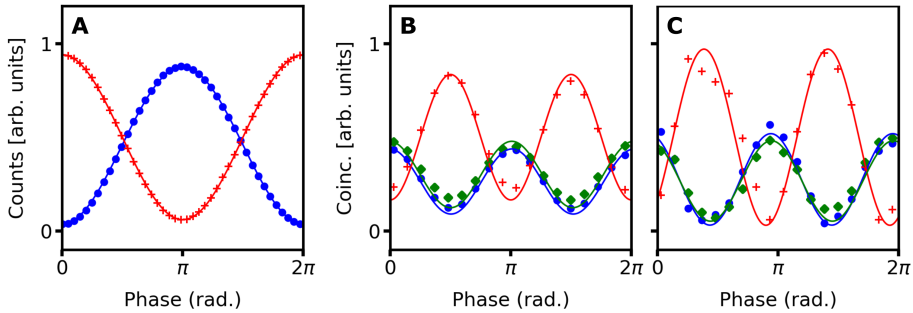 A
B
C
Counts [arb. units]
1
0
0
π
2π
Phase (rad.)
Coinc. [arb. units]
1
0
0
π
2π
Phase (rad.)
0
π
2π
Phase (rad.)